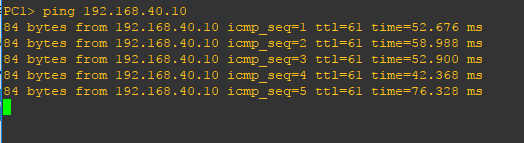 PC1> ping 192.168.40.10
84 bytes from 192.168.40.10 icmp_seq=1 ttl=61 time=52.676 ms
84 bytes from 192.168.40.10 icmp_seq=2 ttl=61 time=58.988 ms
84 bytes from 192.168.40.10 icmp_seq=3 ttl=61 time=52.900 ms
84 bytes from 192.168.40.10 icmp_seq=4 ttl=61 time=42.368 ms
84 bytes from 192.168.40.10 icmp_seq=5 ttl=61 time=76.328 ms